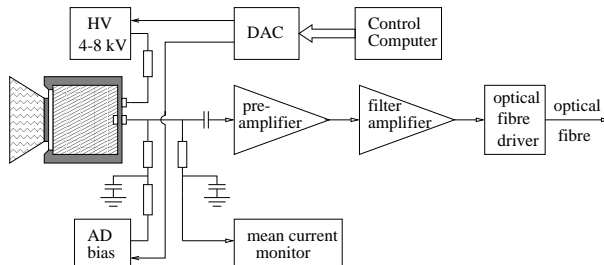 HV
4-8 kV
DAC
Control
Computer
pre-
amplifier
filter
amplifier
optical
fibre
driver
optical
fibre
AD
bias
mean current
monitor